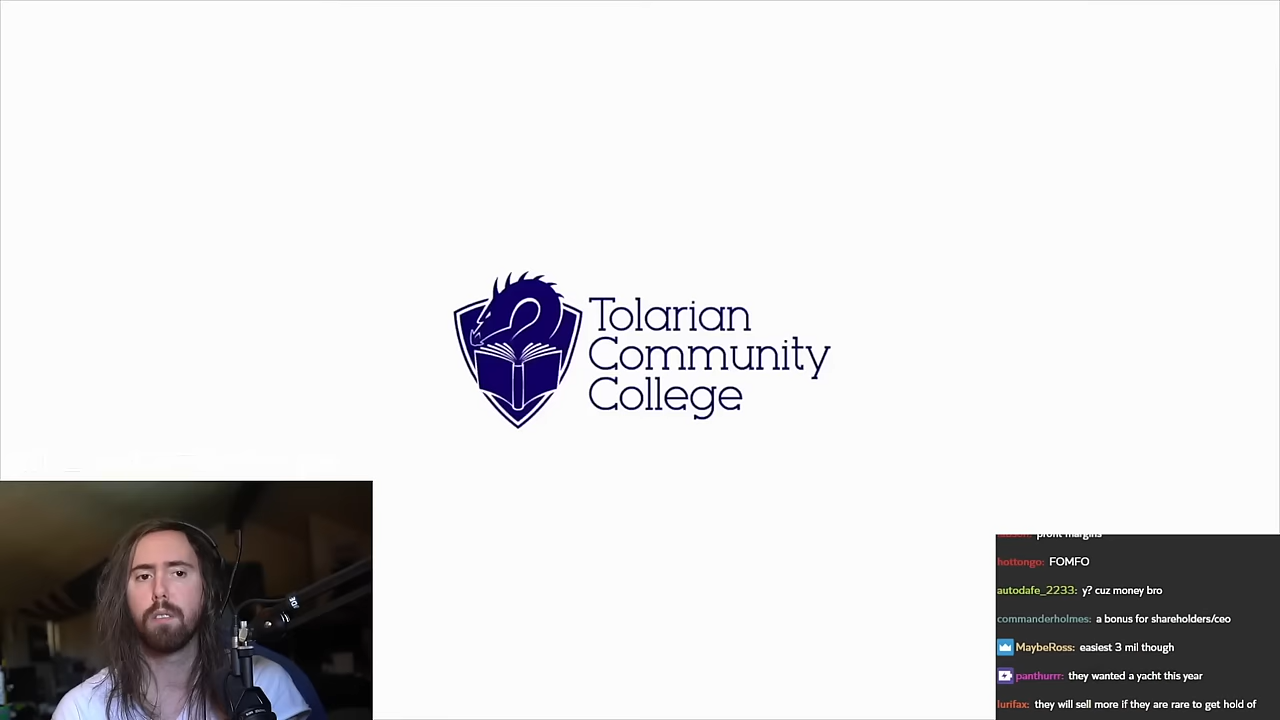 Tolarian
Community
College
profit margins
hottongo: FOMFO
autodafe_2233: y? cuz money bro
commanderholmes: a bonus for shareholders/ceo
MaybeRoss: easiest 3 mil though
panthurrr: they wanted a yacht this year
lurifax: they will sell more if they are rare to get hold of